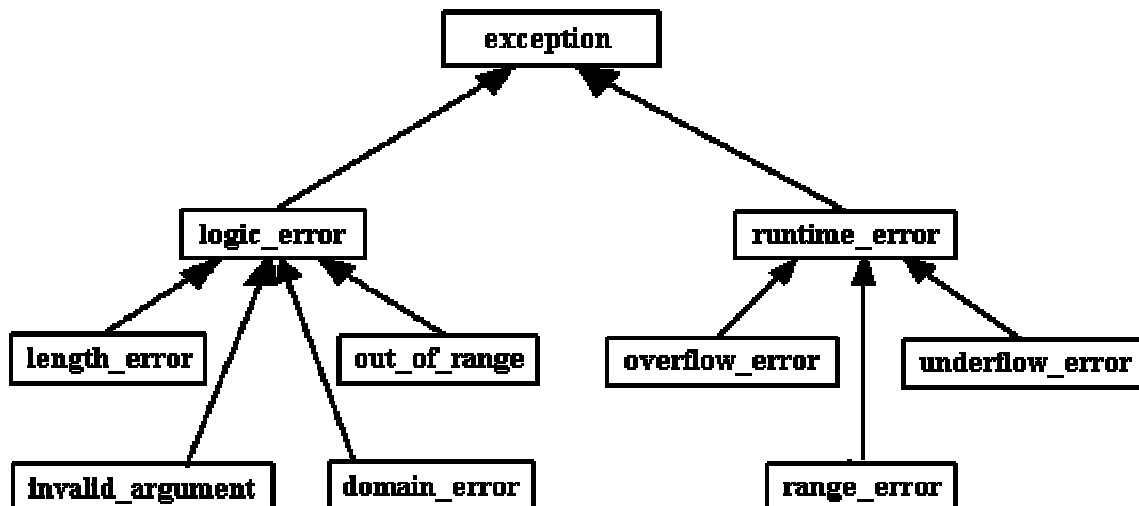 exception
logic_error
runtime_error
length_error
out_of_range
overflow_error
underflow_error
invalid_argument
domain_error
range_error